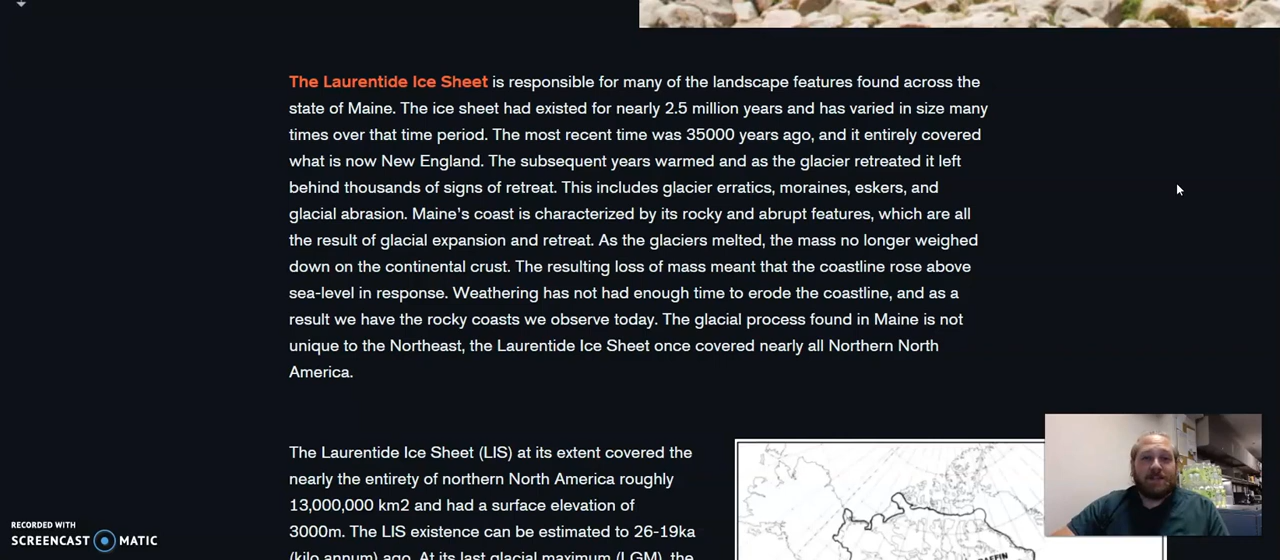 The Laurentide Ice Sheet is responsible for many of the landscape features found across the
state of Maine. The ice sheet had existed for nearly 2.5 million years and has varied in size many
times over that time period. The most recent time was 35000 years ago, and it entirely covered
what is now New England. The subsequent years warmed and as the glacier retreated it left
behind thousands of signs of retreat. This includes glacier erratics, moraines, eskers, and
glacial abrasion. Maine's coast is characterized by its rocky and abrupt features, which are all
the result of glacial expansion and retreat. As the glaciers melted, the mass no longer weighed
down on the continental crust. The resulting loss of mass meant that the coastline rose above
sea-level in response. Weathering has not had enough time to erode the coastline, and as a
result we have the rocky coasts we observe today. The glacial process found in Maine is not
unique to the Northeast, the Laurentide Ice Sheet once covered nearly all Northern North
America.
The Laurentide Ice Sheet (LIS) at its extent covered the
nearly the entirety of northern North America roughly
13,000,000 km2 and had a surface elevation of
3000m. The LIS existence can be estimated to 26-19ka
(kilo annum) ago. At its last glacial maximum (LGM), the
BAFFIN
RECORDED WITH
SCREENCAST MATIC